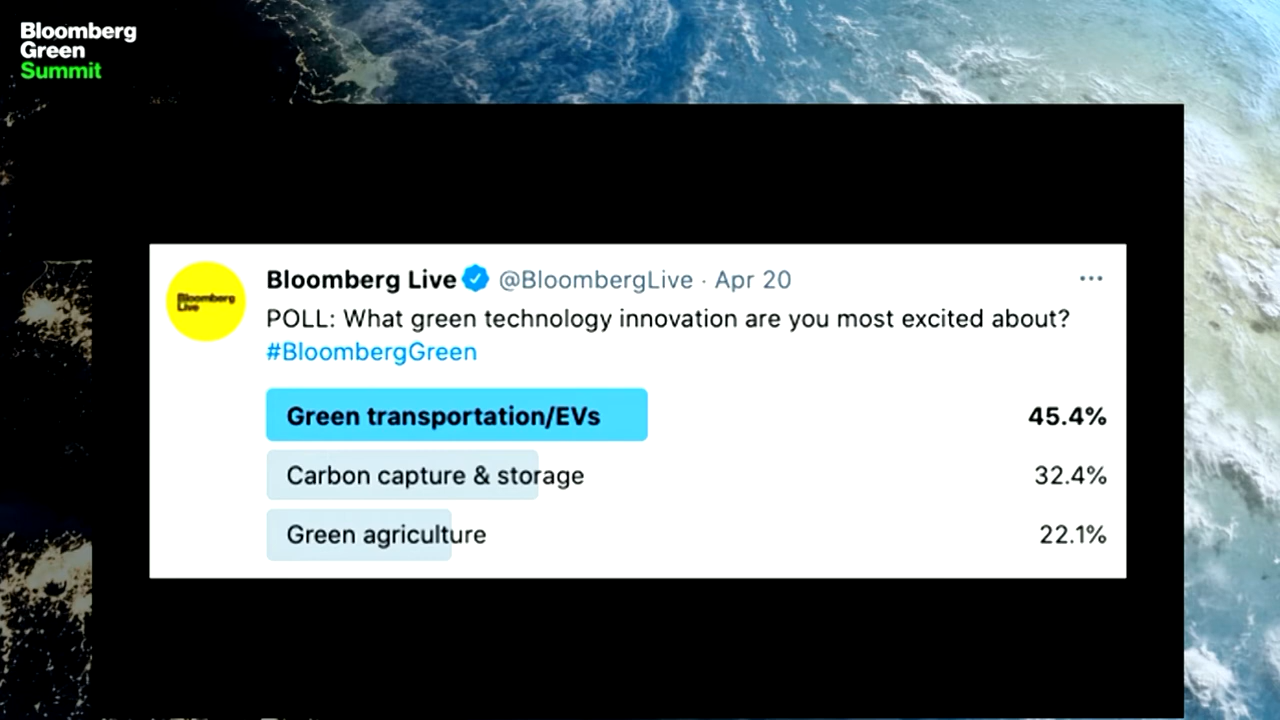 Bloomberg
Green
Summit
Bloomberg
Live
Bloomberg Live @BloombergLive · Apr 20
POLL: What green technology innovation are you most excited about?
#BloombergGreen
Green transportation/EVs 45.4%
Carbon capture & storage 32.4%
Green agriculture 22.1%